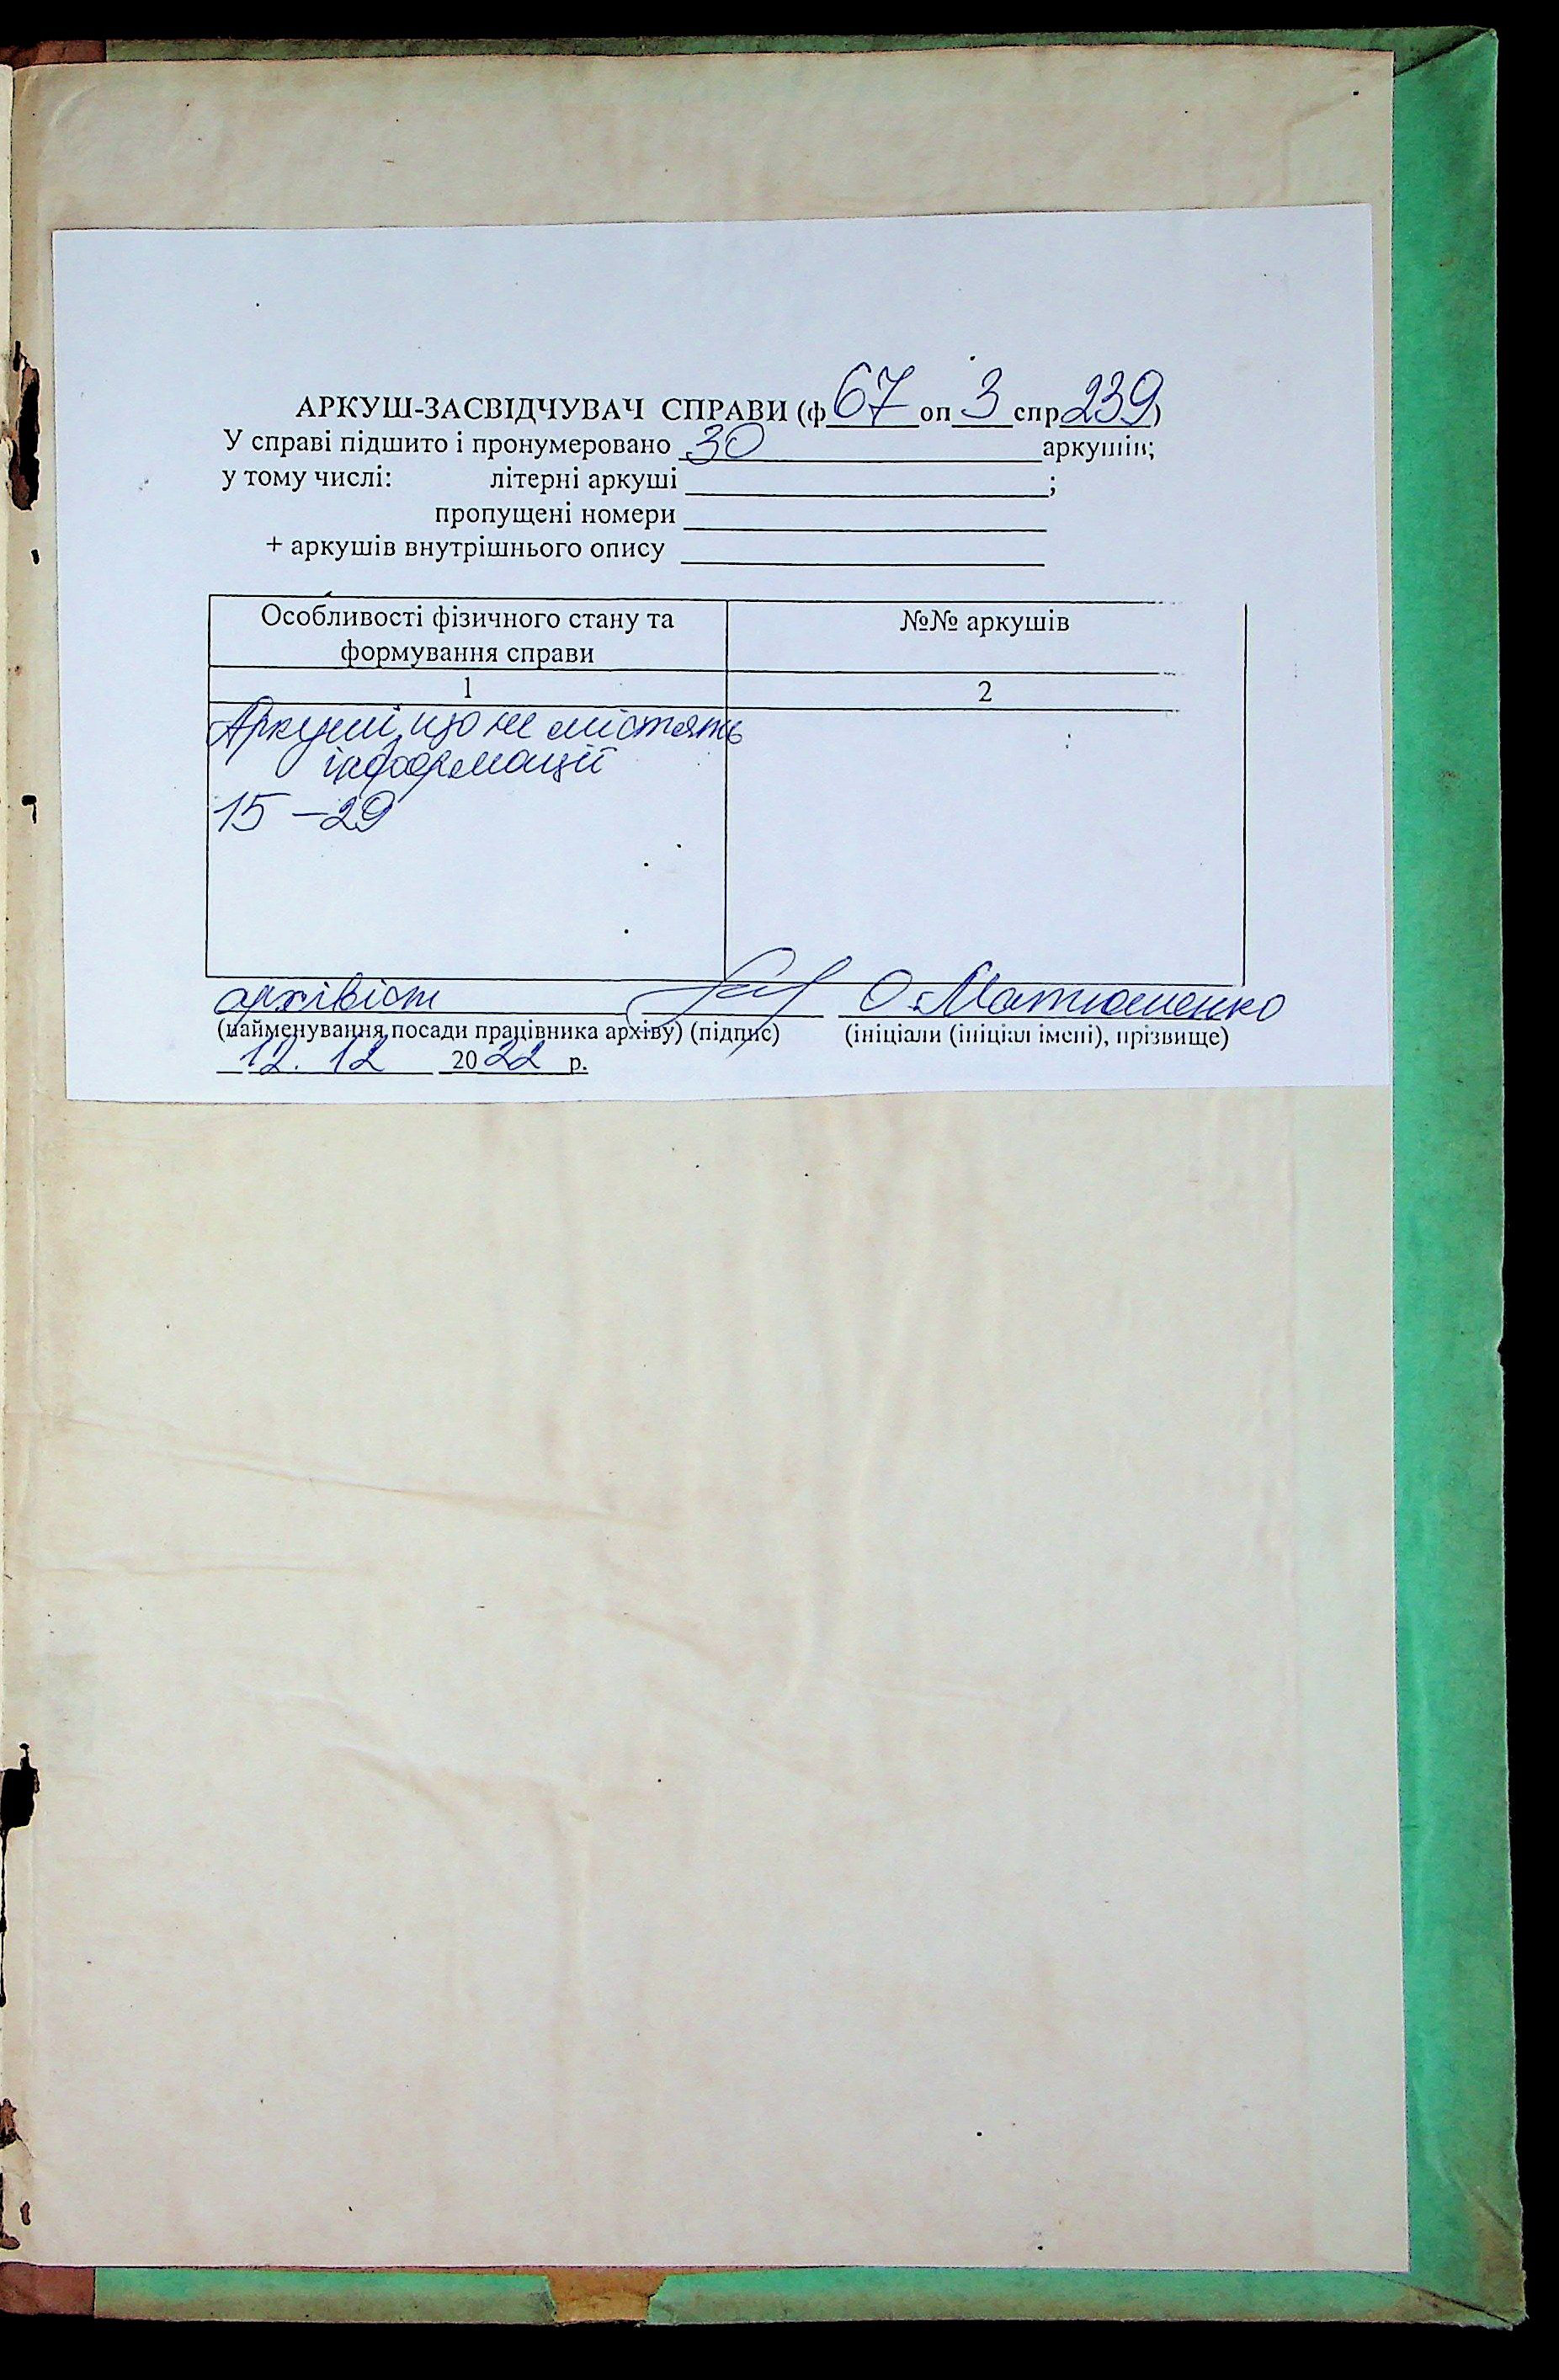 АРКУШ-ЗАСВІДЧУВАЧ СПРАВИ (ф 67 оп 3 спр 239)
У справі підшито і пронумеровано 30 аркушів;
у тому числі: літерні аркуші ;
пропущені номери
+ аркушів внутрішнього опису
Особливості фізичного стану та формування справи
№№ аркушів
1
2
Аркуші, що не містять
інформації
15 – 29
архівіст О. Матюшенко
(найменування посади працівника архіву) (підпис) (ініціали (ініціал імені), прізвище)
12. 12 2022 р.